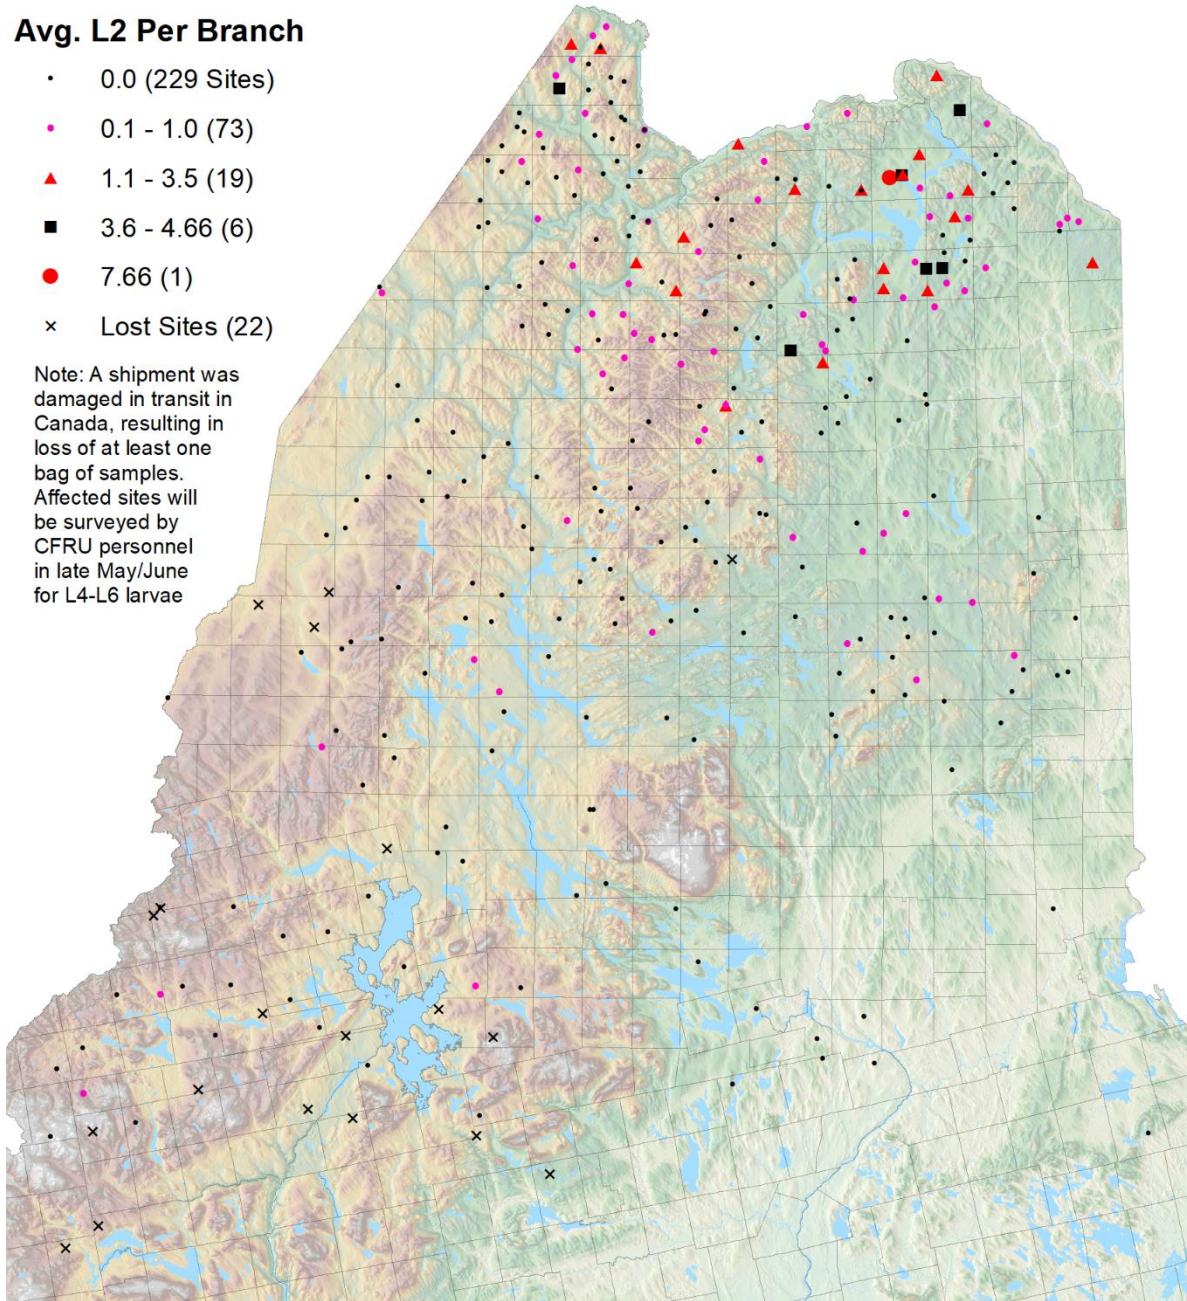 Avg. L2 Per Branch
0.0 (229 Sites)
0.1 - 1.0 (73)
1.1 - 3.5 (19)
3.6 - 4.66 (6)
7.66 (1)
Lost Sites (22)
Note: A shipment was
damaged in transit in
Canada, resulting in
loss of at least one
bag of samples.
Affected sites will
be surveyed by
CFRU personnel
in late May/June
for L4-L6 larvae